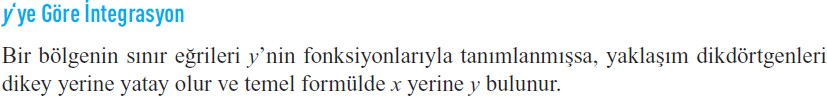 y'ye Göre İntegrasyon
Bir bölgenin sınır eğrileri y’nin fonksiyonlarıyla tanımlanmışsa, yaklaşım dikdörtgenleri
dikey yerine yatay olur ve temel formülde x yerine y bulunur.